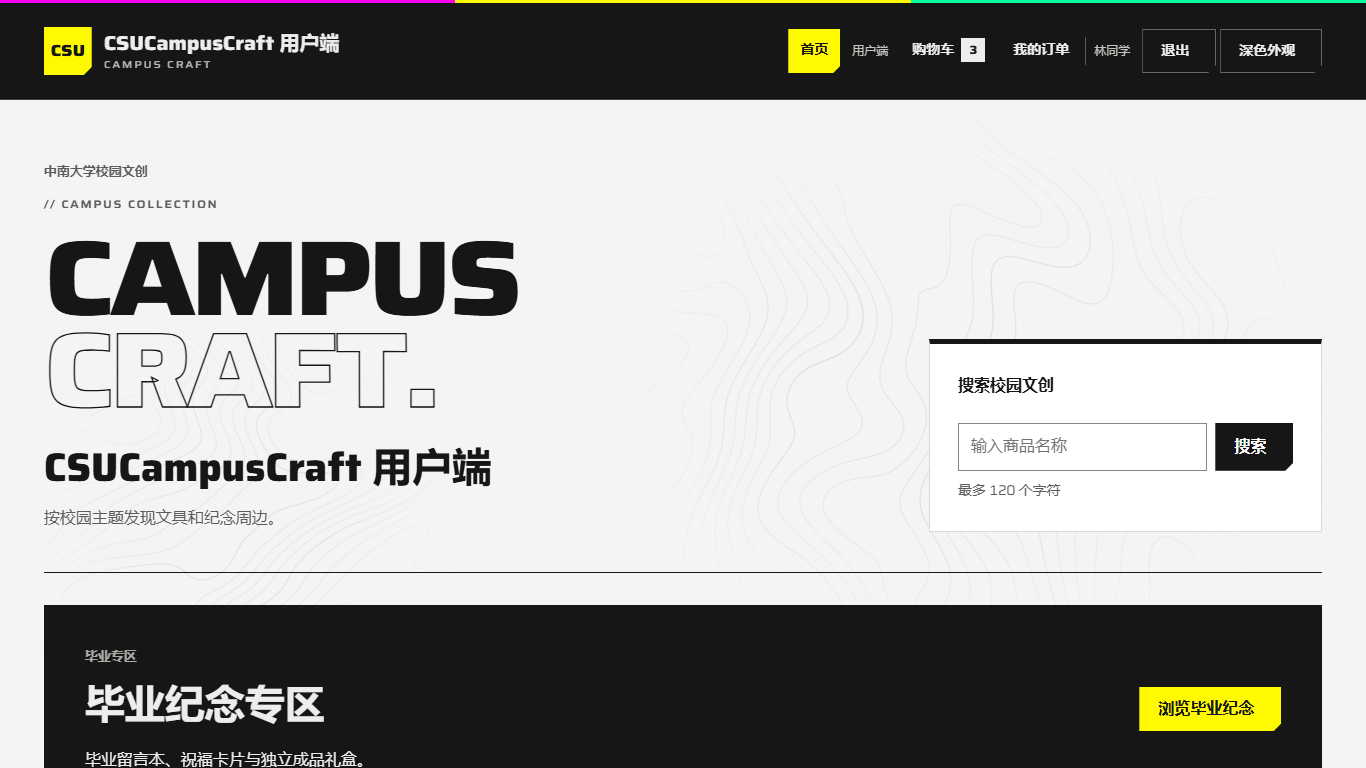 CSU
CSUCampusCraft 用户端
CAMPUS CRAFT
首页
用户端
购物车 3
我的订单
林同学
退出
深色外观
中南大学校园文创
// CAMPUS COLLECTION
CAMPUS
CRAFT.
CSUCampusCraft 用户端
按校园主题发现文具和纪念周边。
搜索校园文创
输入商品名称
搜索
最多 120 个字符
毕业专区
毕业纪念专区
毕业留言本、祝福卡片与独立成品礼盒。
浏览毕业纪念